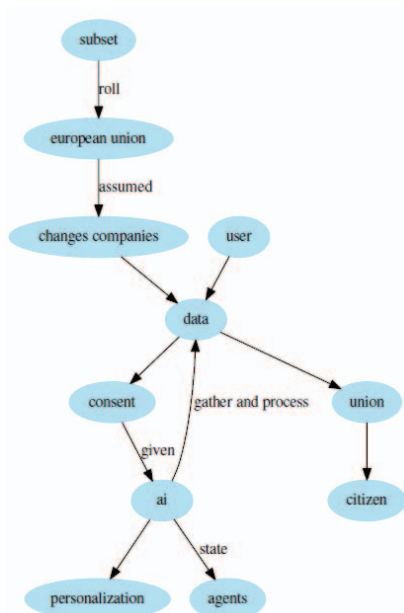 subset
roll
european union
assumed
changes companies
user
data
consent
gather and process
union
given
ai
citizen
state
personalization
agents